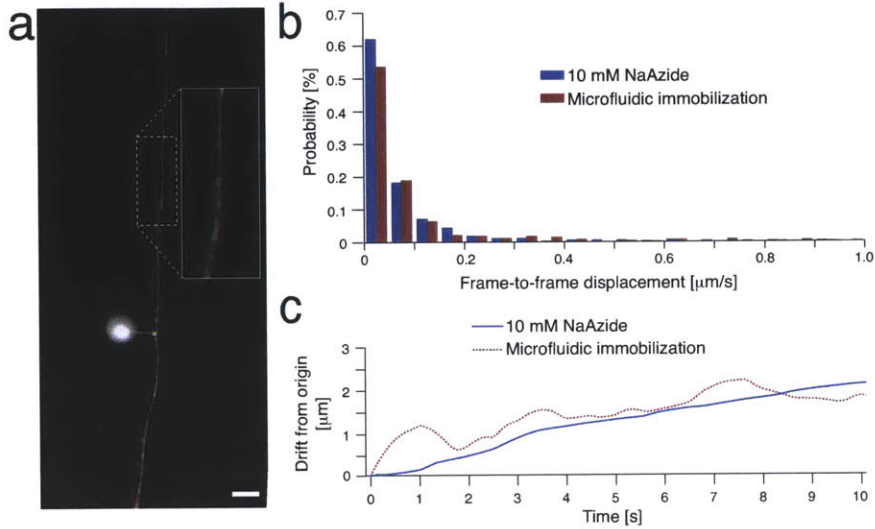 a
b
0.7
0.6
0.5
0.4
0.3
0.2
0.1
0
Probability [%]
10 mM NaAzide
Microfluidic immobilization
0 0.2 0.4 0.6 0.8 1.0
Frame-to-frame displacement [μm/s]
c
10 mM NaAzide
Microfluidic immobilization
3
2
1
0
Drift from origin
[μm]
0 1 2 3 4 5 6 7 8 9 10
Time [s]